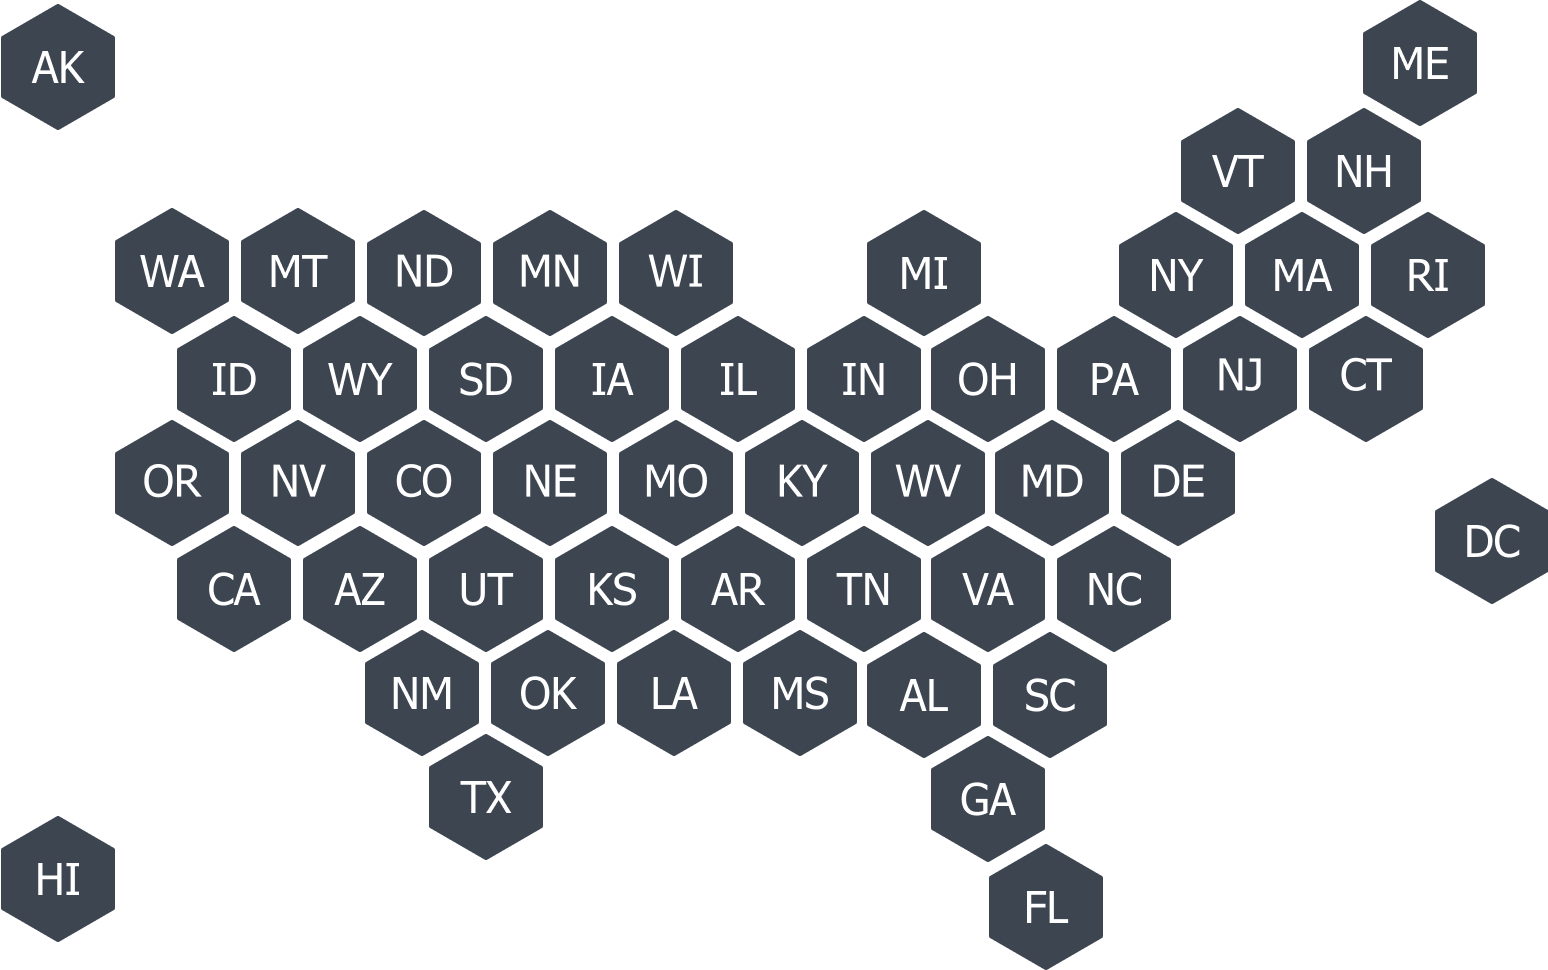 AK
ME
VT NH
WA MT ND MN WI MI NY MA RI
ID WY SD IA IL IN OH PA NJ CT
OR NV CO NE MO KY WV MD DE
DC
CA AZ UT KS AR TN VA NC
NM OK LA MS AL SC
TX GA
HI
FL